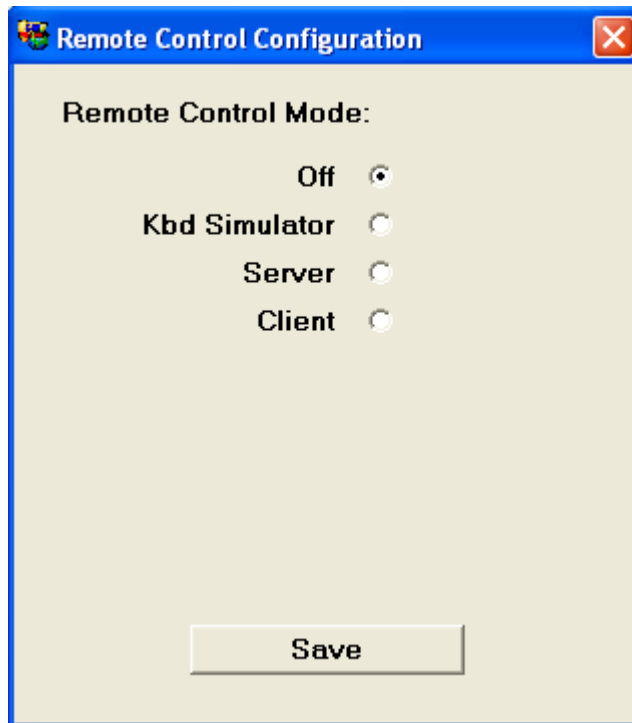 Remote Control Configuration
Remote Control Mode:
Off
Kbd Simulator
Server
Client
Save